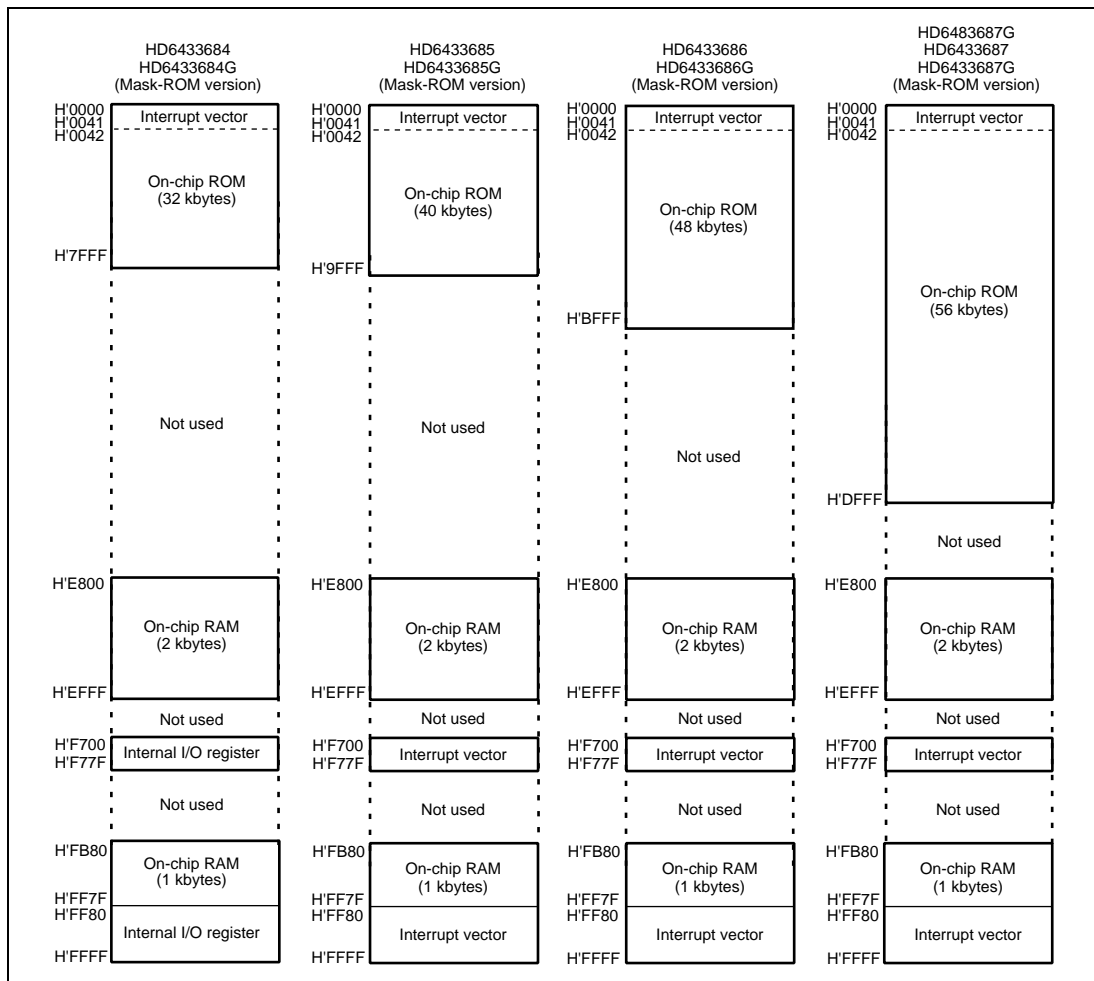 HD6433684
HD6433684G
(Mask-ROM version)
H'0000
H'0041
H'0042
Interrupt vector
On-chip ROM
(32 kbytes)
H'7FFF
Not used
H'E800
On-chip RAM
(2 kbytes)
H'EFFF
Not used
H'F700
H'F77F
Internal I/O register
Not used
H'FB80
On-chip RAM
(1 kbytes)
H'FF7F
H'FF80
Internal I/O register
H'FFFF
HD6433685
HD6433685G
(Mask-ROM version)
H'0000
H'0041
H'0042
Interrupt vector
On-chip ROM
(40 kbytes)
H'9FFF
Not used
H'E800
On-chip RAM
(2 kbytes)
H'EFFF
Not used
H'F700
H'F77F
Interrupt vector
Not used
H'FB80
On-chip RAM
(1 kbytes)
H'FF7F
H'FF80
Interrupt vector
H'FFFF
HD6433686
HD6433686G
(Mask-ROM version)
H'0000
H'0041
H'0042
Interrupt vector
On-chip ROM
(48 kbytes)
H'BFFF
Not used
H'E800
On-chip RAM
(2 kbytes)
H'EFFF
Not used
H'F700
H'F77F
Interrupt vector
Not used
H'FB80
On-chip RAM
(1 kbytes)
H'FF7F
H'FF80
Interrupt vector
H'FFFF
HD6483687G
HD6433687
HD6433687G
(Mask-ROM version)
H'0000
H'0041
H'0042
Interrupt vector
On-chip ROM
(56 kbytes)
H'DFFF
Not used
H'E800
On-chip RAM
(2 kbytes)
H'EFFF
Not used
H'F700
H'F77F
Interrupt vector
Not used
H'FB80
On-chip RAM
(1 kbytes)
H'FF7F
H'FF80
Interrupt vector
H'FFFF